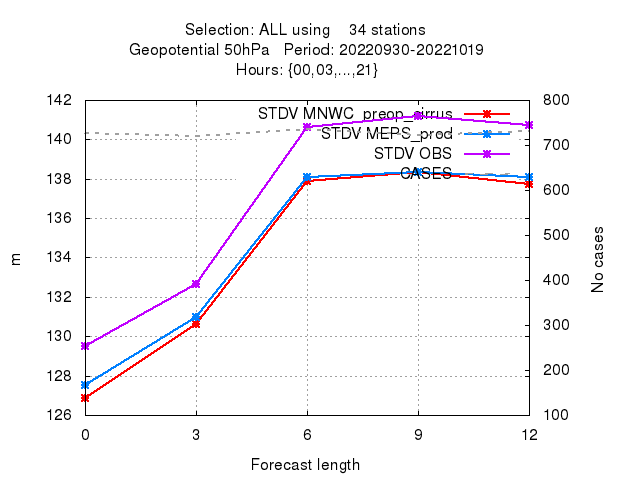 Selection: ALL using 34 stations
Geopotential 50hPa Period: 20220930-20221019
Hours: {00,03,...,21}
142 800
STDV MNWC_preop_cirrus
140 700
STDV MEPS_prod
STDV OBS
138 600
CASES
136
134 500
m
No cases
132 400
130 300
128 200
126 100
0 3 6 9 12
Forecast length